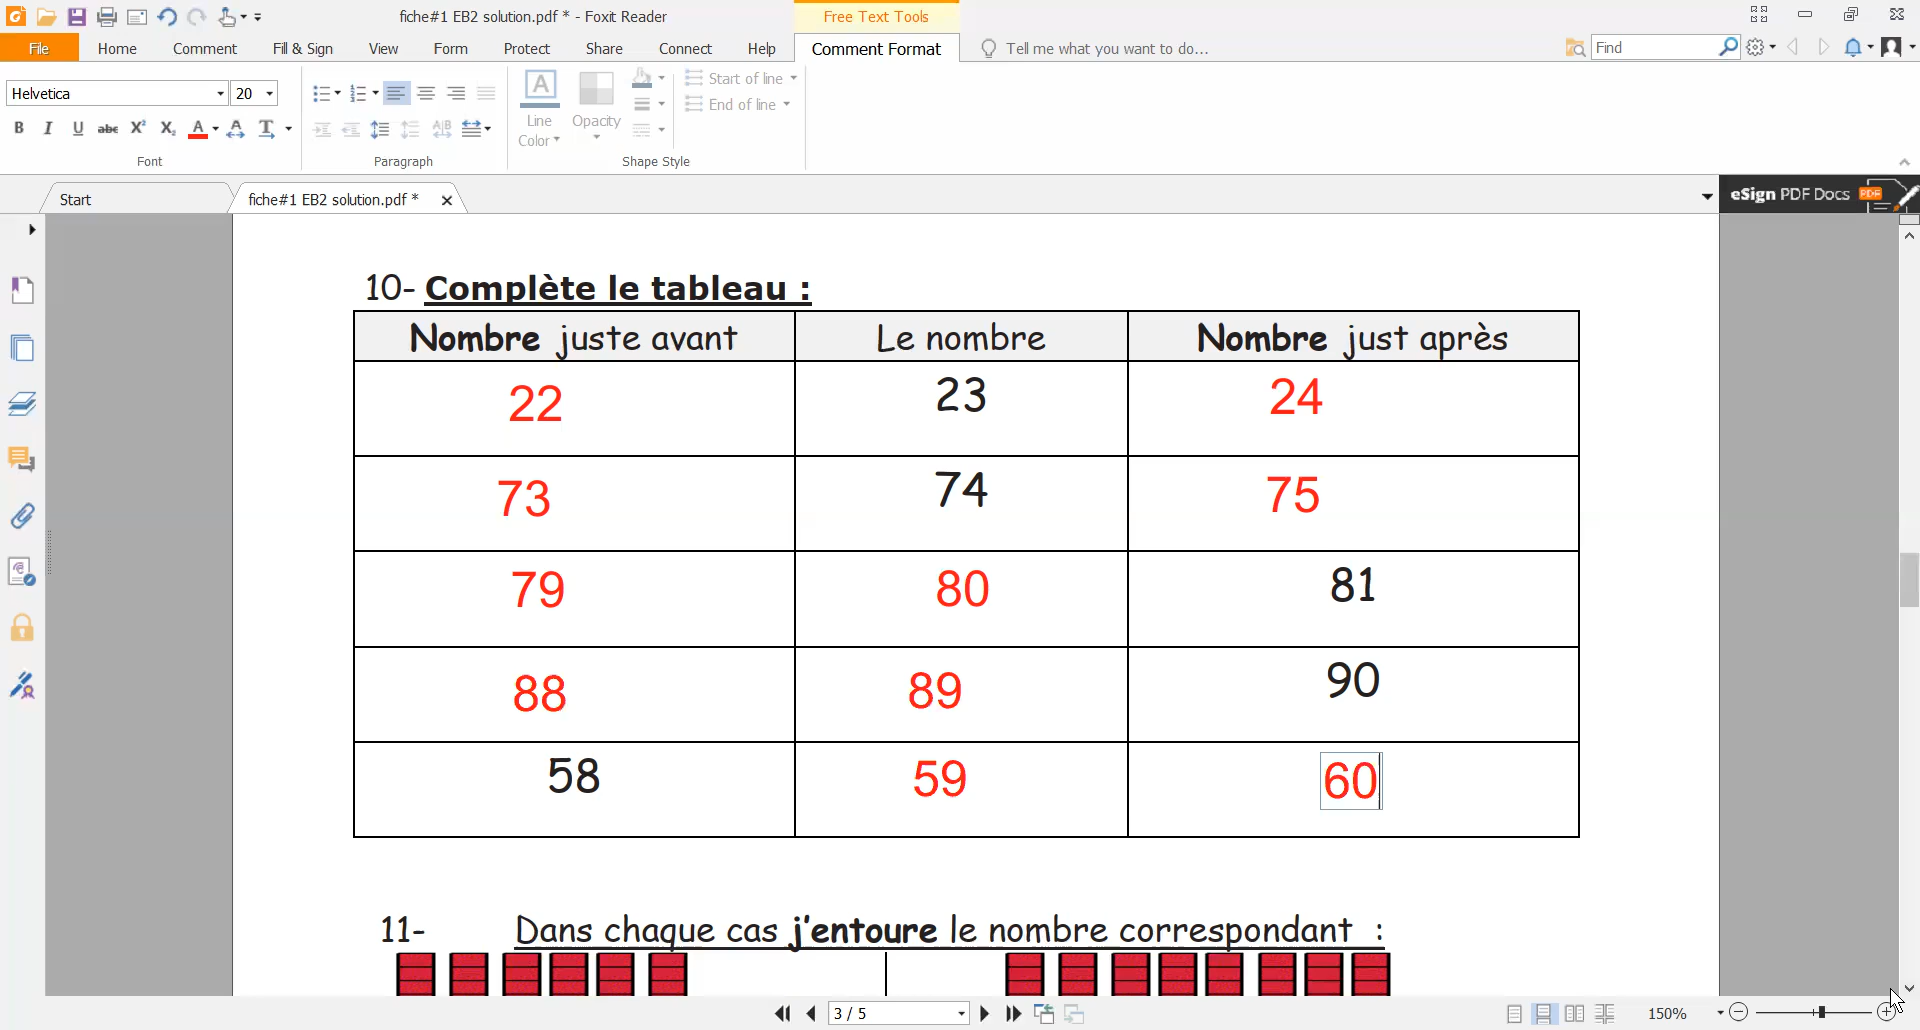 fiche#1 EB2 solution.pdf * - Foxit Reader
Free Text Tools
File Home Comment Fill & Sign View Form Protect Share Connect Help Comment Format Tell me what you want to do... Find
Helvetica 20
Start of line
End of line
Line Color
Opacity
B I U abc X² X₂ A A T
Font Paragraph Shape Style
Start
fiche#1 EB2 solution.pdf *
eSign PDF Docs PDF
10- Complète le tableau :
Nombre juste avant Le nombre Nombre just après
22 23 24
73 74 75
79 80 81
88 89 90
58 59 60
11- Dans chaque cas j'entoure le nombre correspondant :
3 / 5
150%